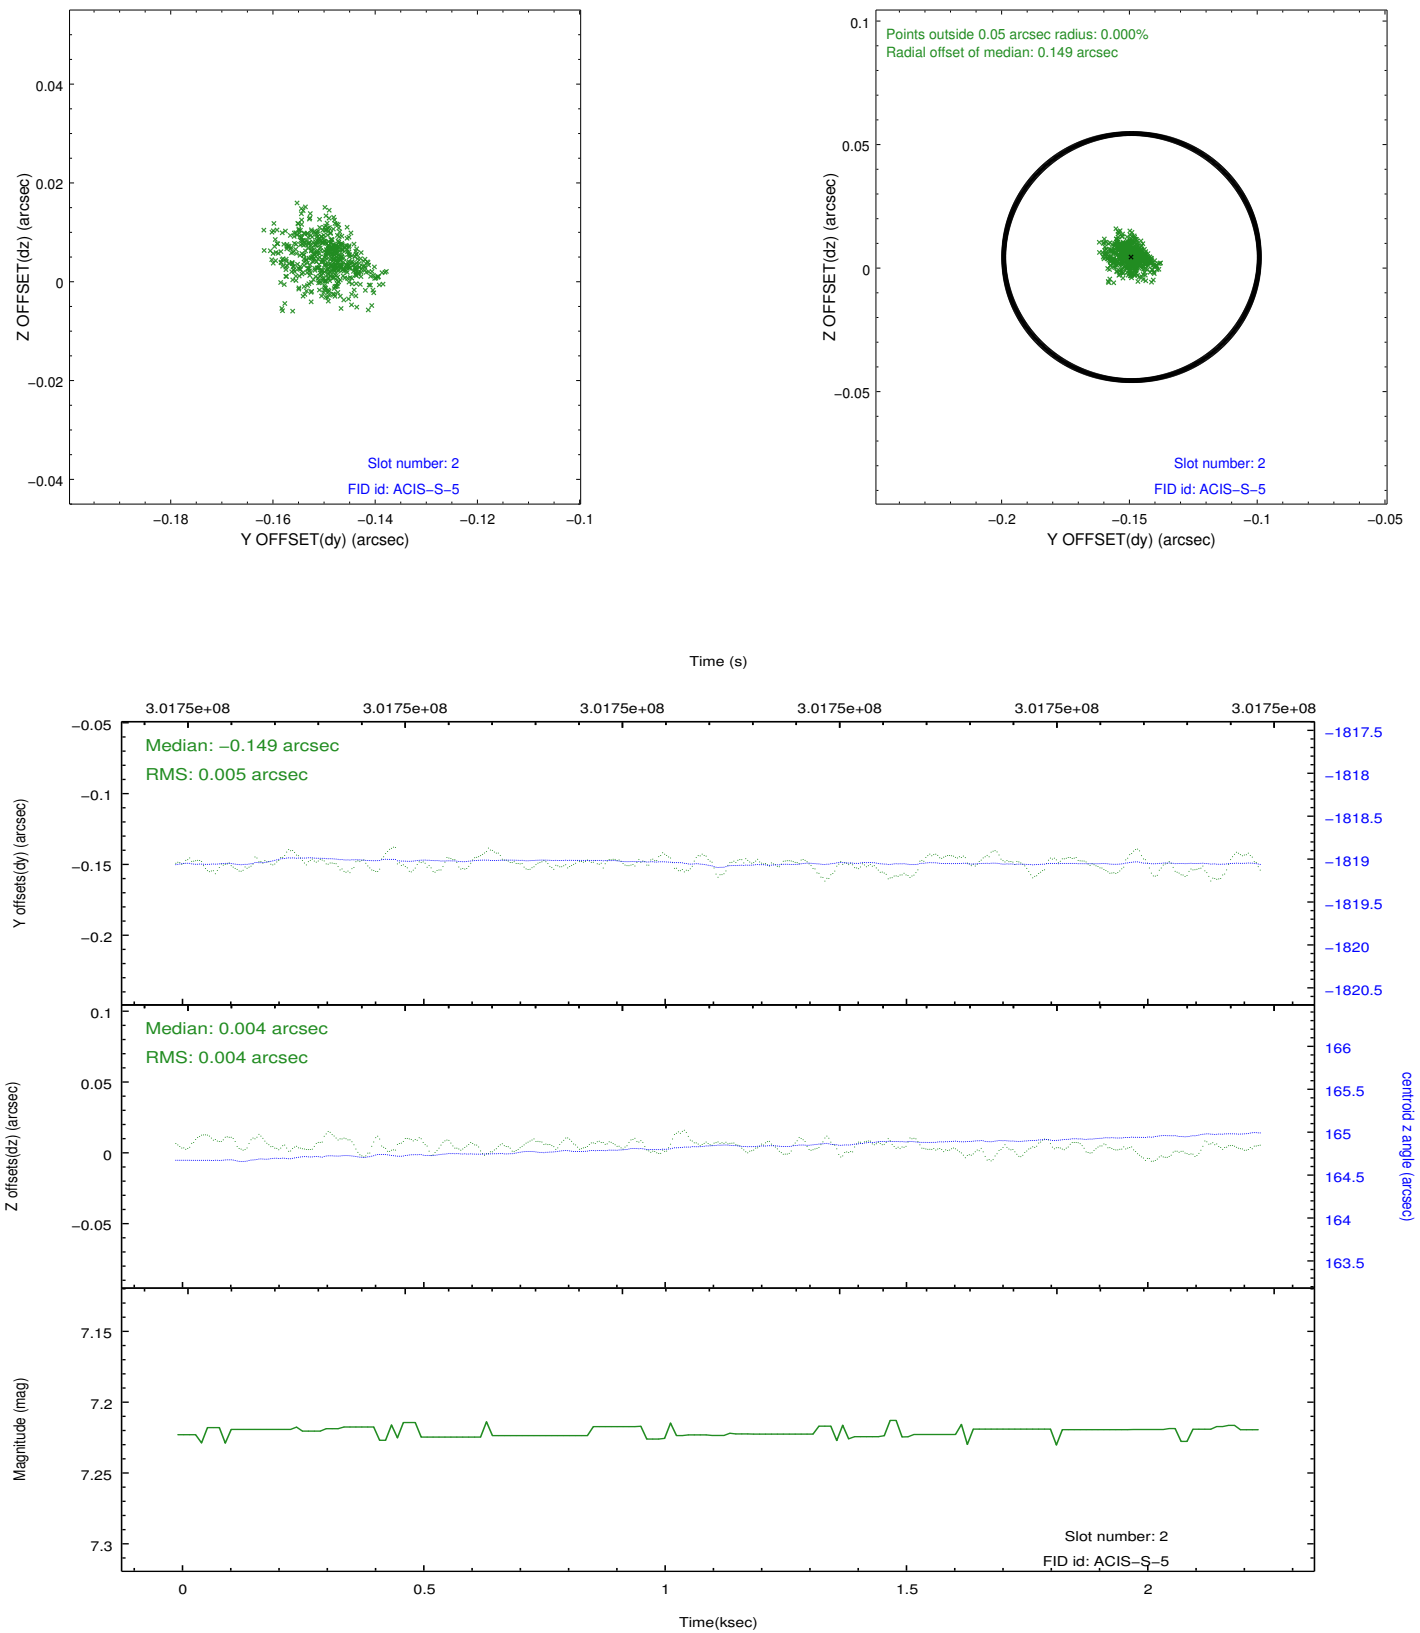 0.04
0.02
0
−0.02
−0.04
Z OFFSET(dz) (arcsec)
Slot number: 2
FID id: ACIS−S−5
−0.18
−0.16
−0.14
−0.12
−0.1
Y OFFSET(dy) (arcsec)
Points outside 0.05 arcsec radius: 0.000%
Radial offset of median: 0.149 arcsec
0.1
0.05
0
−0.05
Z OFFSET(dz) (arcsec)
Slot number: 2
FID id: ACIS−S−5
−0.2
−0.15
−0.1
−0.05
Y OFFSET(dy) (arcsec)
Time (s)
3.0175e+08
3.0175e+08
3.0175e+08
3.0175e+08
3.0175e+08
3.0175e+08
Median: −0.149 arcsec
RMS: 0.005 arcsec
−0.05
−0.1
−0.15
−0.2
Y offsets(dy) (arcsec)
−1817.5
−1818
−1818.5
−1819
−1819.5
−1820
−1820.5
Median: 0.004 arcsec
RMS: 0.004 arcsec
0.1
0.05
0
−0.05
Z offsets(dz) (arcsec)
166
165.5
165
164.5
164
163.5
centroid z angle (arcsec)
7.15
7.2
7.25
7.3
Magnitude (mag)
Slot number: 2
FID id: ACIS−S−5
0
0.5
1
1.5
2
Time(ksec)